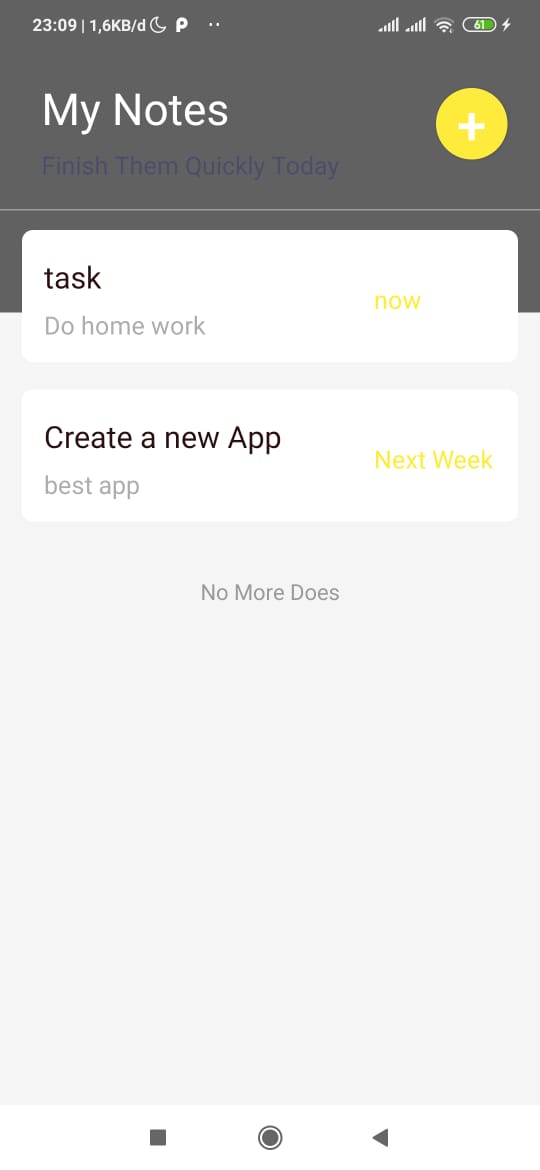 23:09 | 1,6KB/d
61
My Notes
Finish Them Quickly Today
task
Do home work
now
Create a new App
best app
Next Week
No More Does